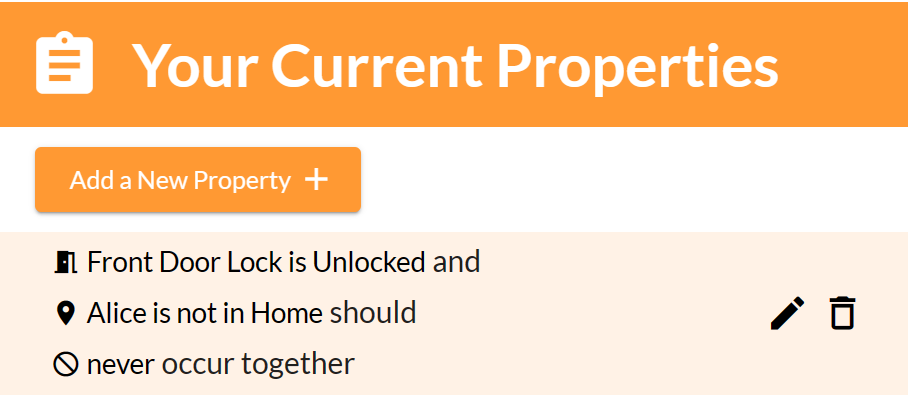 Your Current Properties
Add a New Property +
Front Door Lock is Unlocked and
Alice is not in Home should
never occur together